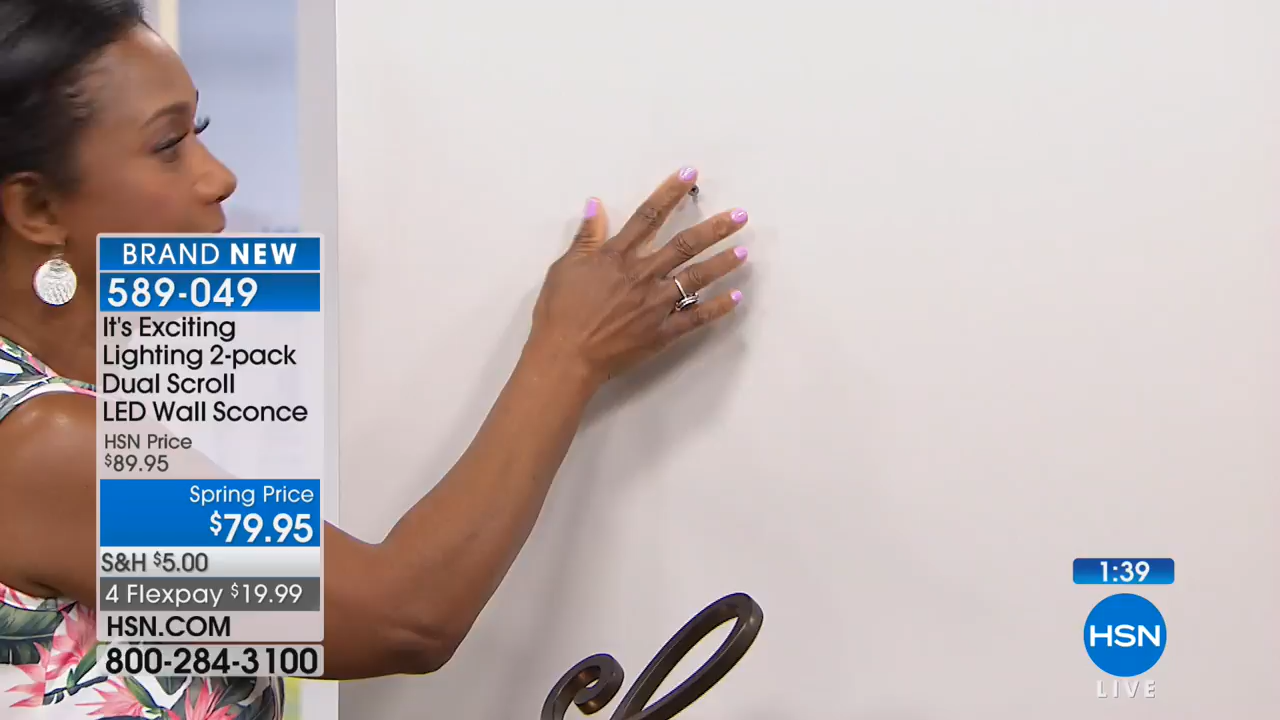 BRAND NEW
589-049
It's Exciting
Lighting 2-pack
Dual Scroll
LED Wall Sconce
HSN Price
$89.95
Spring Price
$79.95
S&H $5.00
4 Flexpay $19.99
HSN.COM
800-284-3100
1:39
HSN
LIVE